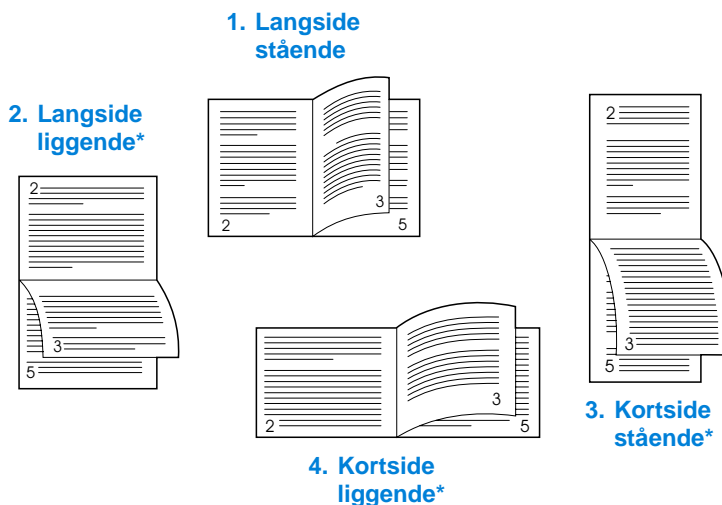 1. Langside
stående
2. Langside
liggende*
2
3
5
2
3
5
2
3
5
2
3
5
3. Kortside
stående*
4. Kortside
liggende*